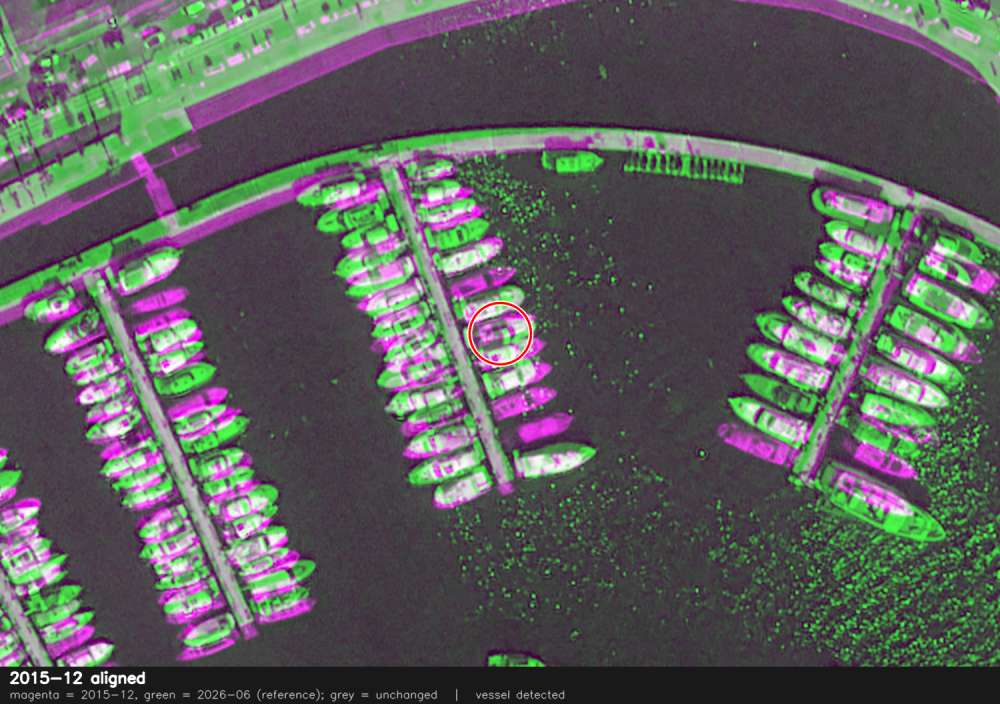 2015-12 aligned
magenta = 2015-12, green = 2026-06 (reference); grey = unchanged | vessel detected